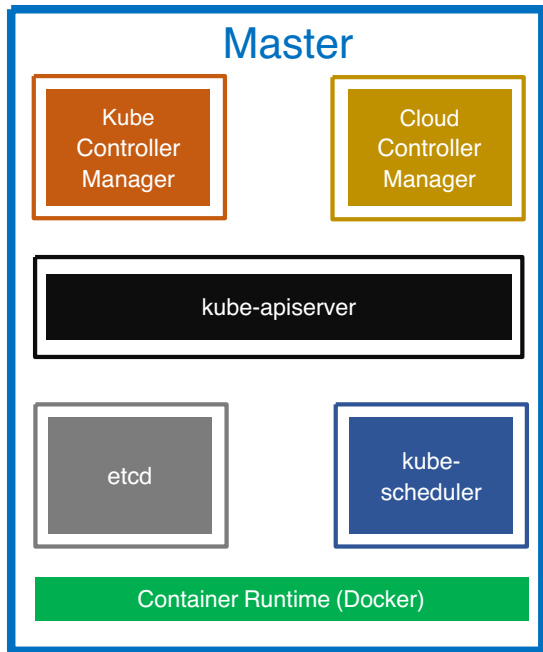 Master
Kube
Controller
Manager
Cloud
Controller
Manager
kube-apiserver
etcd
kube-
scheduler
Container Runtime (Docker)